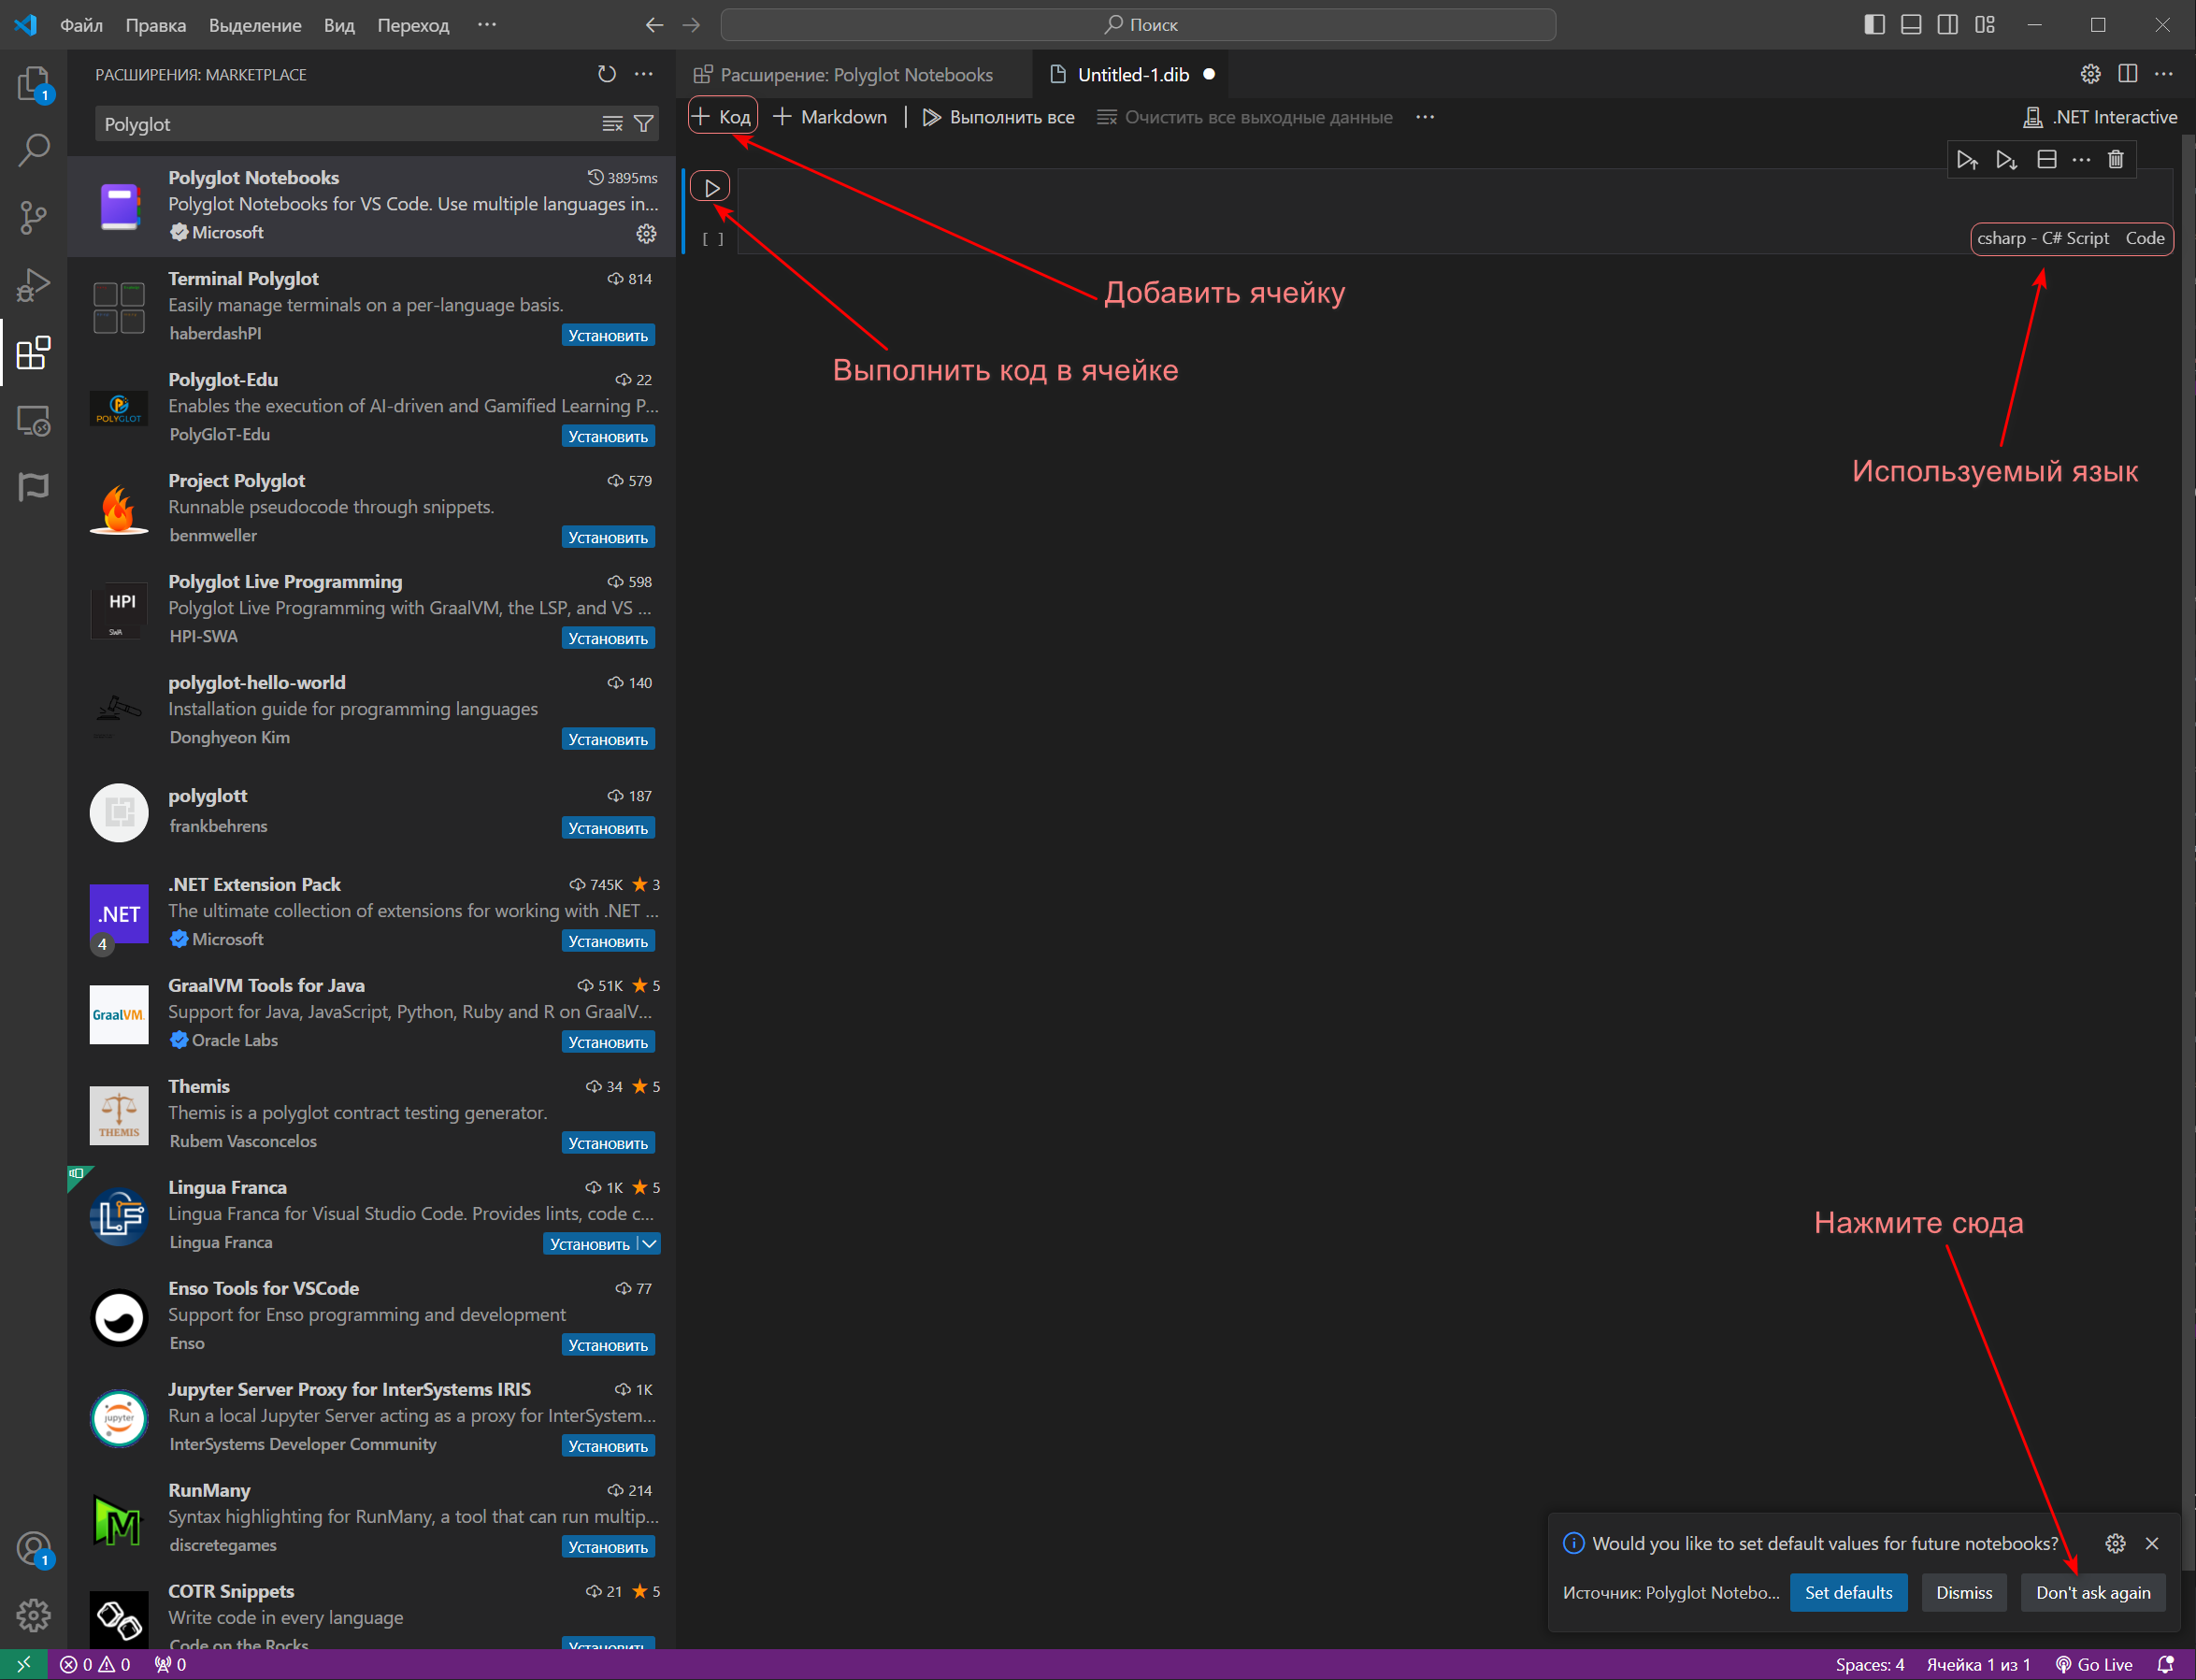 Файл Правка Выделение Вид Переход ... Поиск
РАСШИРЕНИЯ: MARKETPLACE
Polyglot
Расширение: Polyglot Notebooks
Untitled-1.dib
Код Markdown Выполнить все Очистить все выходные данные ... .NET Interactive
1
Polyglot Notebooks 3895ms
Polyglot Notebooks for VS Code. Use multiple languages in...
Microsoft
Terminal Polyglot 814
Easily manage terminals on a per-language basis.
haberdashPI Установить
Polyglot-Edu 22
Enables the execution of AI-driven and Gamified Learning P...
PolyGloT-Edu Установить
POLYGLOT
Project Polyglot 579
Runnable pseudocode through snippets.
benmweller Установить
Polyglot Live Programming 598
Polyglot Live Programming with GraalVM, the LSP, and VS ...
HPI-SWA Установить
HPI
SWA
polyglot-hello-world 140
Installation guide for programming languages
Donghyeon Kim Установить
polyglott 187
frankbehrens Установить
.NET Extension Pack 745K 3
The ultimate collection of extensions for working with .NET ...
Microsoft Установить
.NET
4
GraalVM Tools for Java 51K 5
Support for Java, JavaScript, Python, Ruby and R on GraalV...
Oracle Labs Установить
GraalVM.
Themis 34 5
Themis is a polyglot contract testing generator.
Rubem Vasconcelos Установить
THEMIS
Lingua Franca 1K 5
Lingua Franca for Visual Studio Code. Provides lints, code c...
Lingua Franca Установить
LF
Enso Tools for VSCode 77
Support for Enso programming and development
Enso Установить
Jupyter Server Proxy for InterSystems IRIS 1K
Run a local Jupyter Server acting as a proxy for InterSystem...
InterSystems Developer Community Установить
jupyter
RunMany 214
Syntax highlighting for RunMany, a tool that can run multip...
discretegames Установить
M
COTR Snippets 21 5
Write code in every language
Code on the Rocks Установить
1
[ ]
csharp - C# Script Code
Добавить ячейку
Выполнить код в ячейке
Используемый язык
Нажмите сюда
Would you like to set default values for future notebooks?
Источник: Polyglot Notebo... Set defaults Dismiss Don't ask again
0 0 0 Spaces: 4 Ячейка 1 из 1 Go Live